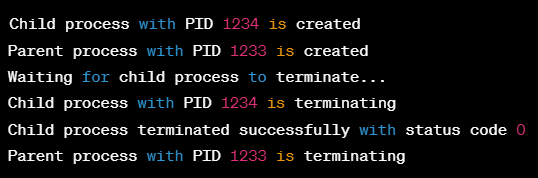 Child process with PID 1234 is created
Parent process with PID 1233 is created
Waiting for child process to terminate...
Child process with PID 1234 is terminating
Child process terminated successfully with status code 0
Parent process with PID 1233 is terminating